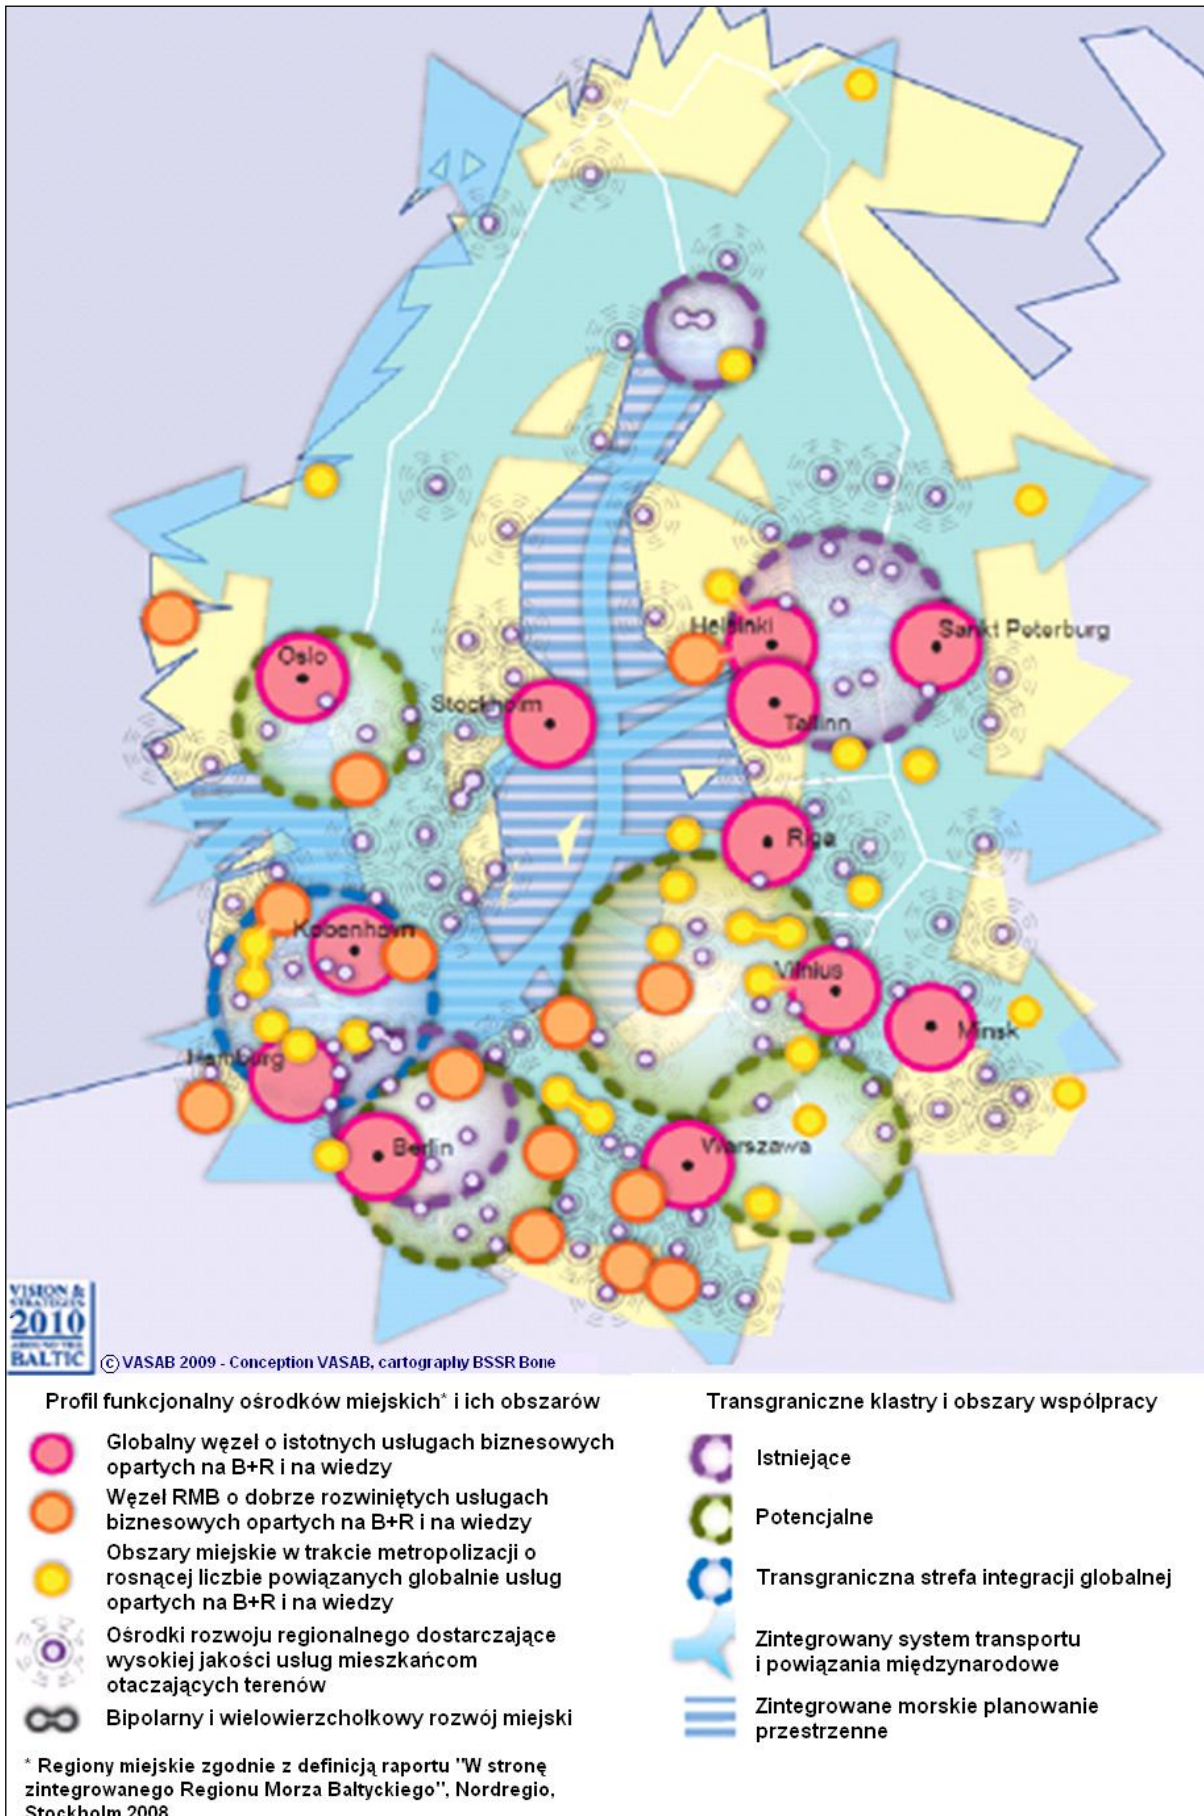 Oslo
Stockholm
Helsinki
Sankt Peterburg
Tallinn
Riga
Kobenhavn
Vilnius
Minsk
Hamburg
Berlin
Warszawa
VISION &
STRATEGIES
2010
AROUND THE
BALTIC
© VASAB 2009 - Conception VASAB, cartography BSSR Bone
Profil funkcjonalny ośrodków miejskich* i ich obszarów
Globalny węzeł o istotnych usługach biznesowych
opartych na B+R i na wiedzy
Węzeł RMB o dobrze rozwiniętych usługach
biznesowych opartych na B+R i na wiedzy
Obszary miejskie w trakcie metropolizacji o
rosnącej liczbie powiązanych globalnie usług
opartych na B+R i na wiedzy
Ośrodki rozwoju regionalnego dostarczające
wysokiej jakości usług mieszkańcom
otaczających terenów
Bipolarny i wielowierzchołkowy rozwój miejski
* Regiony miejskie zgodnie z definicją raportu "W stronę
zintegrowanego Regionu Morza Bałtyckiego", Nordregio,
Stockholm 2008
Transgraniczne klastry i obszary współpracy
Istniejące
Potencjalne
Transgraniczna strefa integracji globalnej
Zintegrowany system transportu
i powiązania międzynarodowe
Zintegrowane morskie planowanie
przestrzenne